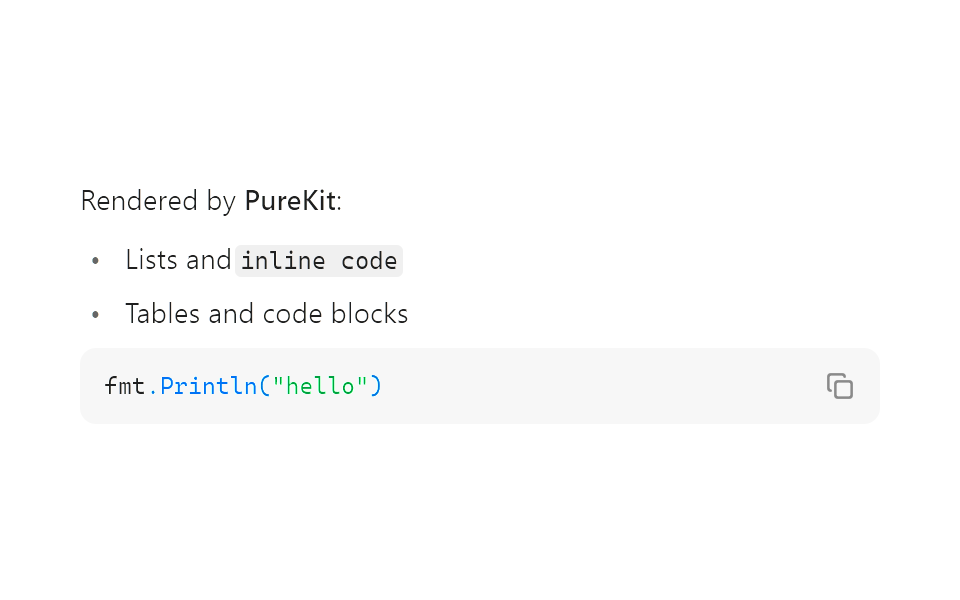 Rendered by PureKit:
• Lists and inline code
• Tables and code blocks
fmt.Println("hello")